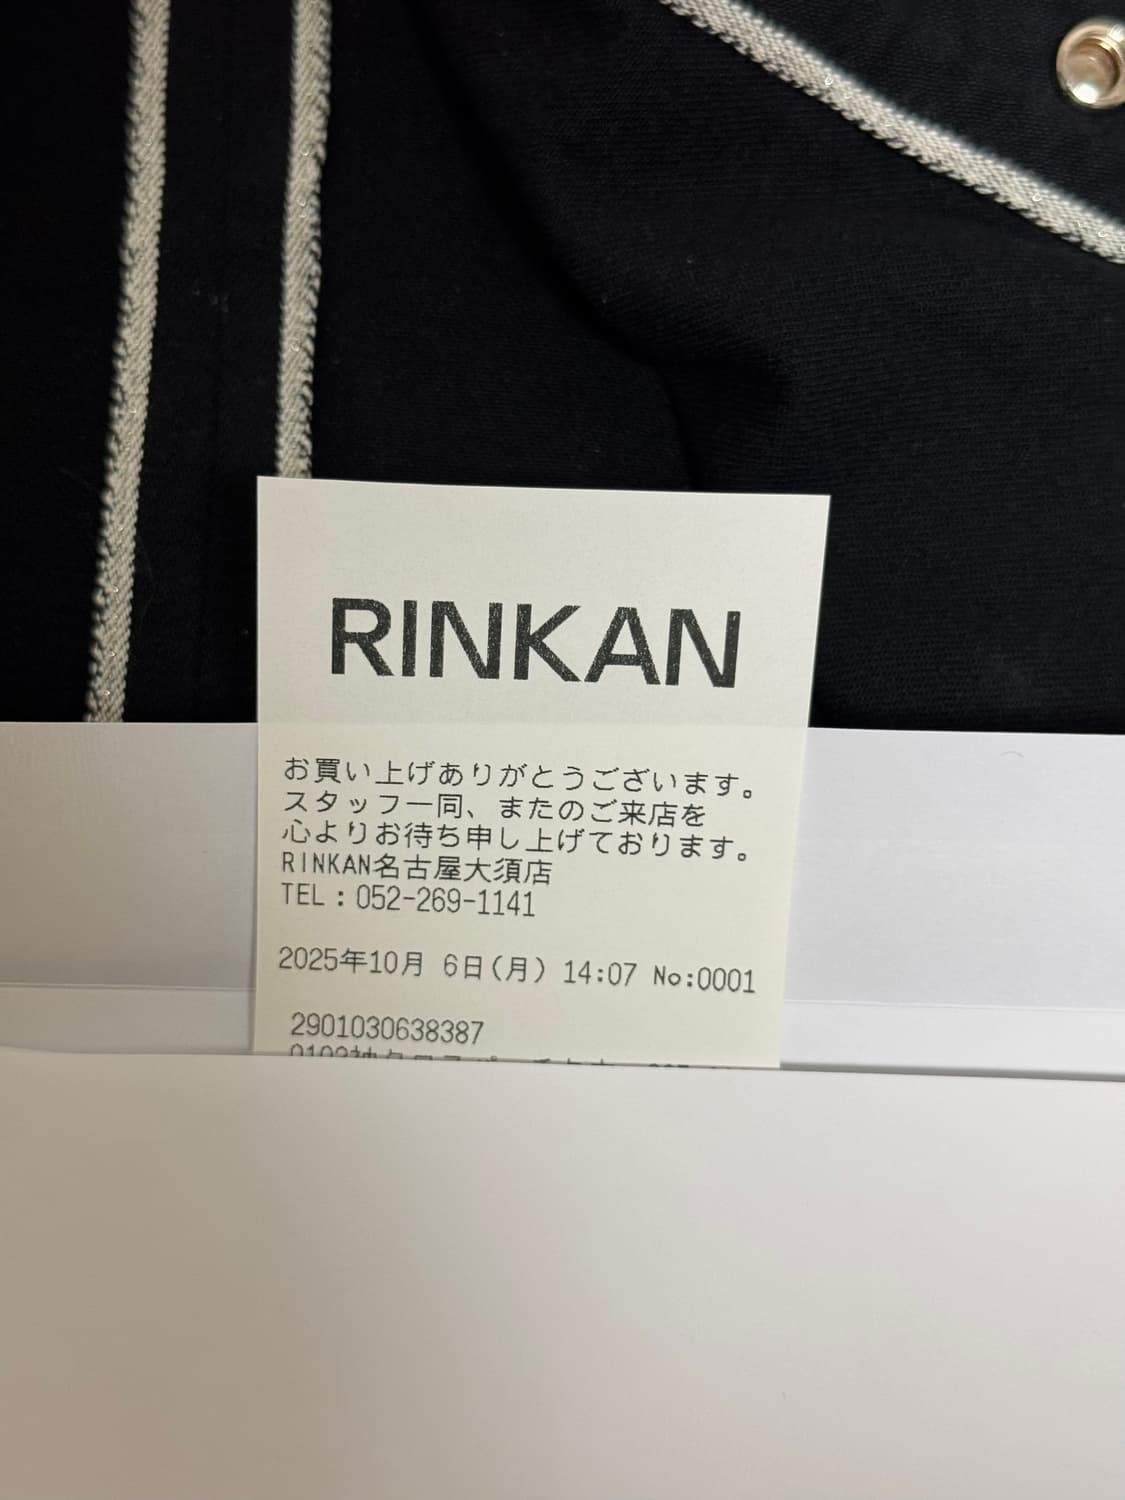 RINKAN
お買い上げありがとうございます。
スタッフ一同、またのご来店を
心よりお待ち申し上げております。
RINKAN名古屋大須店
TEL：052-269-1141
2025年10月 6日(月) 14:07 No:0001
2901030638387